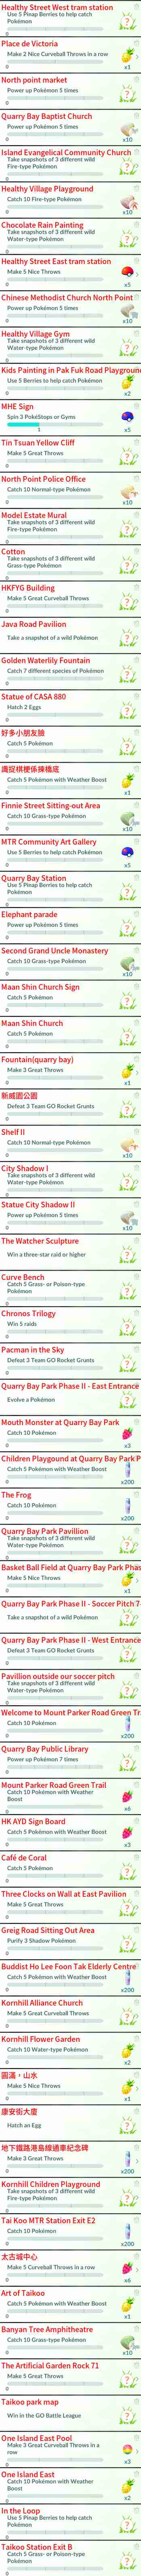 Healthy Street West tram station
Use 5 Pinap Berries to help catch
Pokémon
0
Place de Victoria
Make 2 Nice Curveball Throws in a row
0
x1
North point market
Power up Pokémon 5 times
0
Quarry Bay Baptist Church
Power up Pokémon 5 times
0
x10
Island Evangelical Community Church
Take snapshots of 3 different wild
Fire-type Pokémon
0
Healthy Village Playground
Catch 10 Fire-type Pokémon
0
x10
Chocolate Rain Painting
Take snapshots of 3 different wild
Water-type Pokémon
0
Healthy Street East tram station
Make 5 Nice Throws
0
x5
Chinese Methodist Church North Point
Power up Pokémon 5 times
0
x10
Healthy Village Gym
Take snapshots of 3 different wild
Water-type Pokémon
0
Kids Painting in Pak Fuk Road Playground
Use 5 Berries to help catch Pokémon
0
x2
MHE Sign
Spin 3 PokéStops or Gyms
1
x5
Tin Tsuan Yellow Cliff
Make 5 Great Throws
0
North Point Police Office
Catch 10 Normal-type Pokémon
0
x10
Model Estate Mural
Take snapshots of 3 different wild
Fire-type Pokémon
0
Cotton
Take snapshots of 3 different wild
Grass-type Pokémon
0
HKFYG Building
Make 5 Great Curveball Throws
0
Java Road Pavilion
Take a snapshot of a wild Pokémon
Golden Waterlily Fountain
Catch 7 different species of Pokémon
0
Statue of CASA 880
Hatch 2 Eggs
0
好多小朋友臉
Catch 5 Pokémon
0
識捉棋梗係揀橋底
Catch 5 Pokémon with Weather Boost
0
x1
Finnie Street Sitting-out Area
Catch 10 Grass-type Pokémon
0
x10
MTR Community Art Gallery
Use 5 Berries to help catch Pokémon
0
x5
Quarry Bay Station
Use 5 Pinap Berries to help catch
Pokémon
0
Elephant parade
Power up Pokémon 5 times
0
Second Grand Uncle Monastery
Catch 10 Grass-type Pokémon
0
x10
Maan Shin Church Sign
Catch 5 Pokémon
0
Maan Shin Church
Catch 5 Pokémon
0
Fountain(quarry bay)
Make 3 Great Throws
0
x1
新威園公園
Defeat 3 Team GO Rocket Grunts
0
Shelf II
Catch 10 Normal-type Pokémon
0
x10
City Shadow I
Take snapshots of 3 different wild
Water-type Pokémon
0
Statue City Shadow II
Power up Pokémon 5 times
0
x10
The Watcher Sculpture
Win a three-star raid or higher
Curve Bench
Catch 5 Grass- or Poison-type
Pokémon
0
Chronos Trilogy
Win 5 raids
0
Pacman in the Sky
Defeat 3 Team GO Rocket Grunts
0
Quarry Bay Park Phase II - East Entrance
Evolve a Pokémon
Mouth Monster at Quarry Bay Park
Catch 10 Pokémon
0
x3
Children Playgound at Quarry Bay Park P
Catch 5 Pokémon with Weather Boost
0
x200
The Frog
Catch 10 Pokémon
0
x200
Quarry Bay Park Pavillion
Take snapshots of 3 different wild
Water-type Pokémon
0
Basket Ball Field at Quarry Bay Park Phas
Make 5 Nice Throws
0
x1
Quarry Bay Park Phase II - Soccer Pitch 7-
Take a snapshot of a wild Pokémon
Quarry Bay Park Phase II - West Entrance
Defeat 3 Team GO Rocket Grunts
0
Pavillion outside our soccer pitch
Take snapshots of 3 different wild
Water-type Pokémon
0
Welcome to Mount Parker Road Green Tr
Catch 10 Pokémon
0
x200
Quarry Bay Public Library
Power up Pokémon 7 times
0
Mount Parker Road Green Trail
Catch 10 Pokémon with Weather
Boost
0
x6
HK AYD Sign Board
Catch 5 Pokémon with Weather Boost
0
x3
Café de Coral
Catch 5 Pokémon
0
Three Clocks on Wall at East Pavilion
Make 5 Great Throws
0
Greig Road Sitting Out Area
Purify 3 Shadow Pokémon
0
Buddist Ho Lee Foon Tak Elderly Centre
Catch 5 Pokémon with Weather Boost
0
x200
Kornhill Alliance Church
Make 5 Great Curveball Throws
0
Kornhill Flower Garden
Catch 10 Water-type Pokémon
0
x2
圓滿，山水
Make 5 Nice Throws
0
x1
康安街大廈
Hatch an Egg
地下鐵路港島線通車紀念碑
Make 3 Great Throws
0
x200
Kornhill Children Playground
Take snapshots of 3 different wild
Fire-type Pokémon
0
Tai Koo MTR Station Exit E2
Catch 10 Pokémon
0
x200
太古城中心
Make 5 Curveball Throws in a row
0
x6
Art of Taikoo
Catch 5 Pokémon with Weather Boost
0
x1
Banyan Tree Amphitheatre
Catch 10 Grass-type Pokémon
0
x10
The Artificial Garden Rock 71
Make 5 Great Throws
0
Taikoo park map
Win in the GO Battle League
One Island East Pool
Make 3 Great Curveball Throws in a
row
0
x3
One Island East
Catch 10 Pokémon with Weather
Boost
0
x2
In the Loop
Use 5 Pinap Berries to help catch
Pokémon
0
Taikoo Station Exit B
Catch 5 Grass- or Poison-type
Pokémon
0